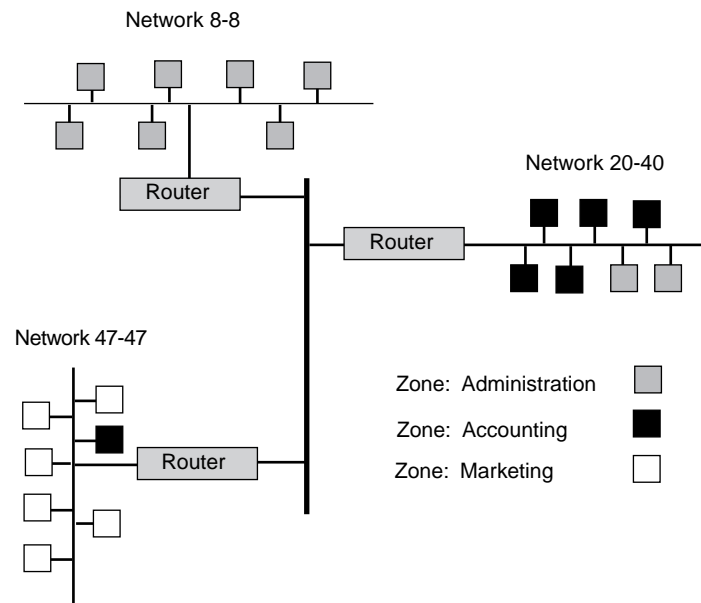 Network 8-8
Router
Network 20-40
Router
Network 47-47
Zone: Administration
Zone: Accounting
Router
Zone: Marketing